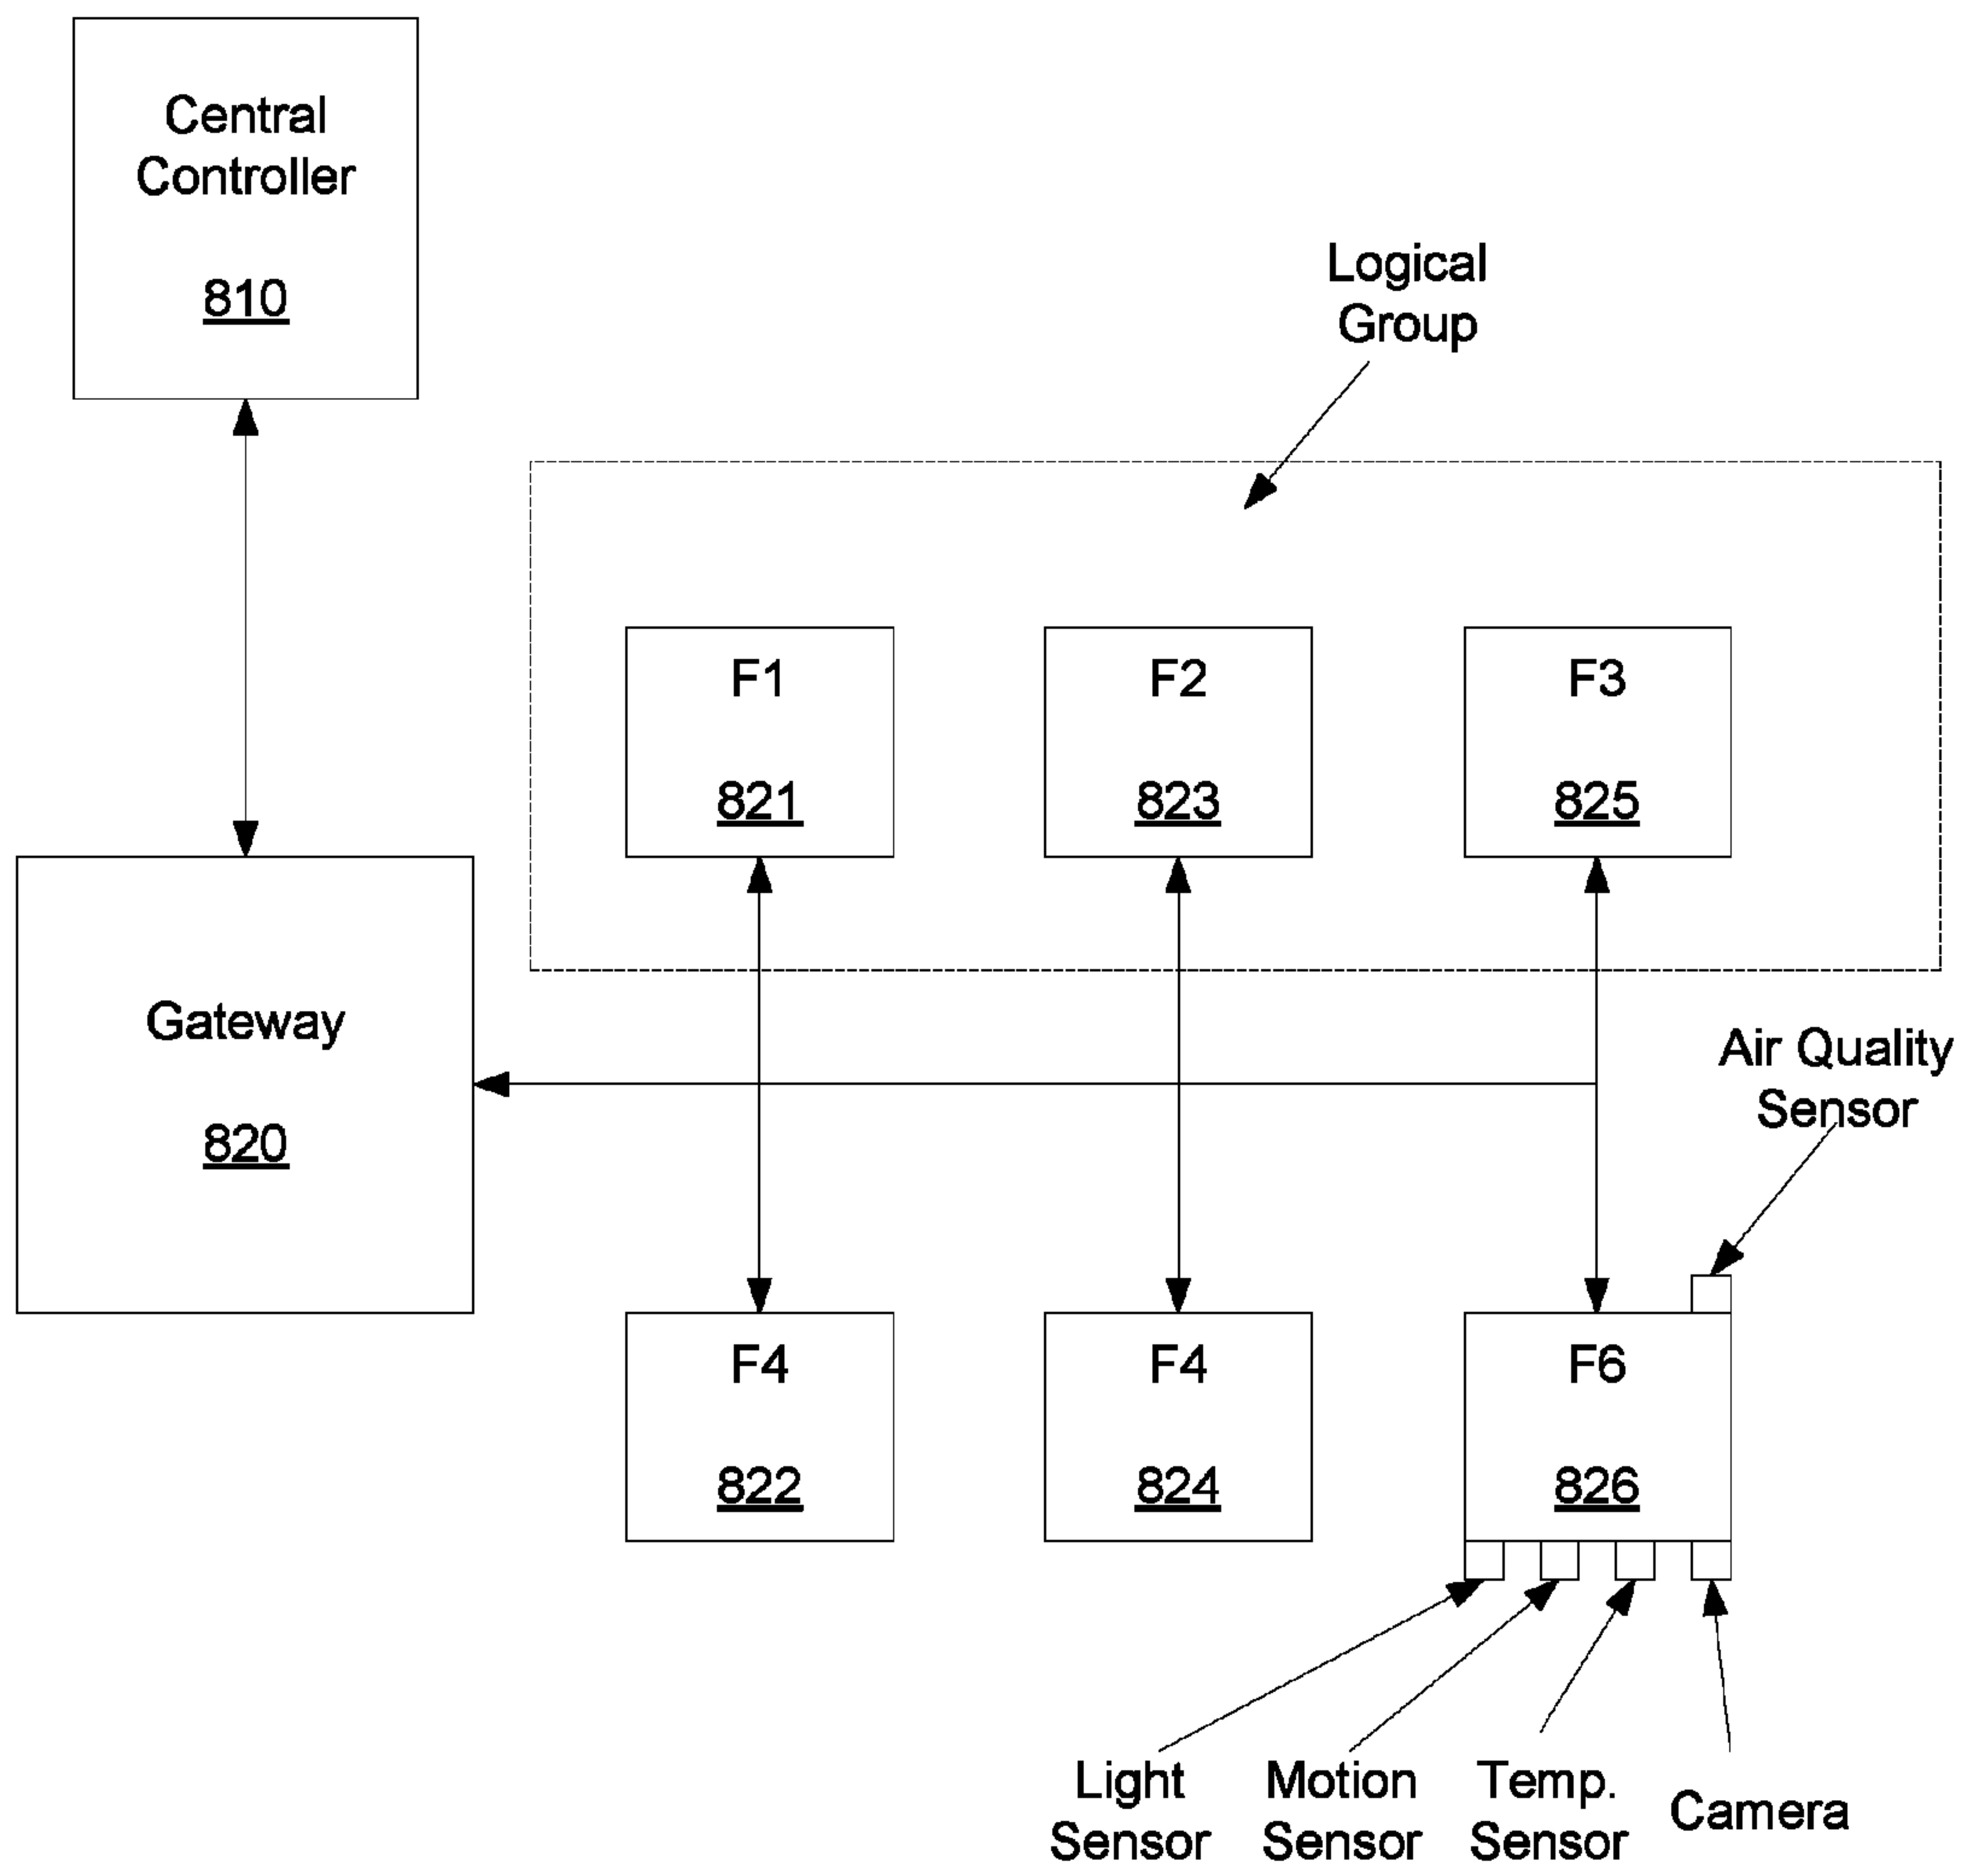 Central
Controller
810
Logical
Group
F1
821
F2
823
F3
825
Gateway
820
Air Quality
Sensor
F4
822
F4
824
F6
826
Light
Sensor
Motion
Sensor
Temp.
Sensor
Camera